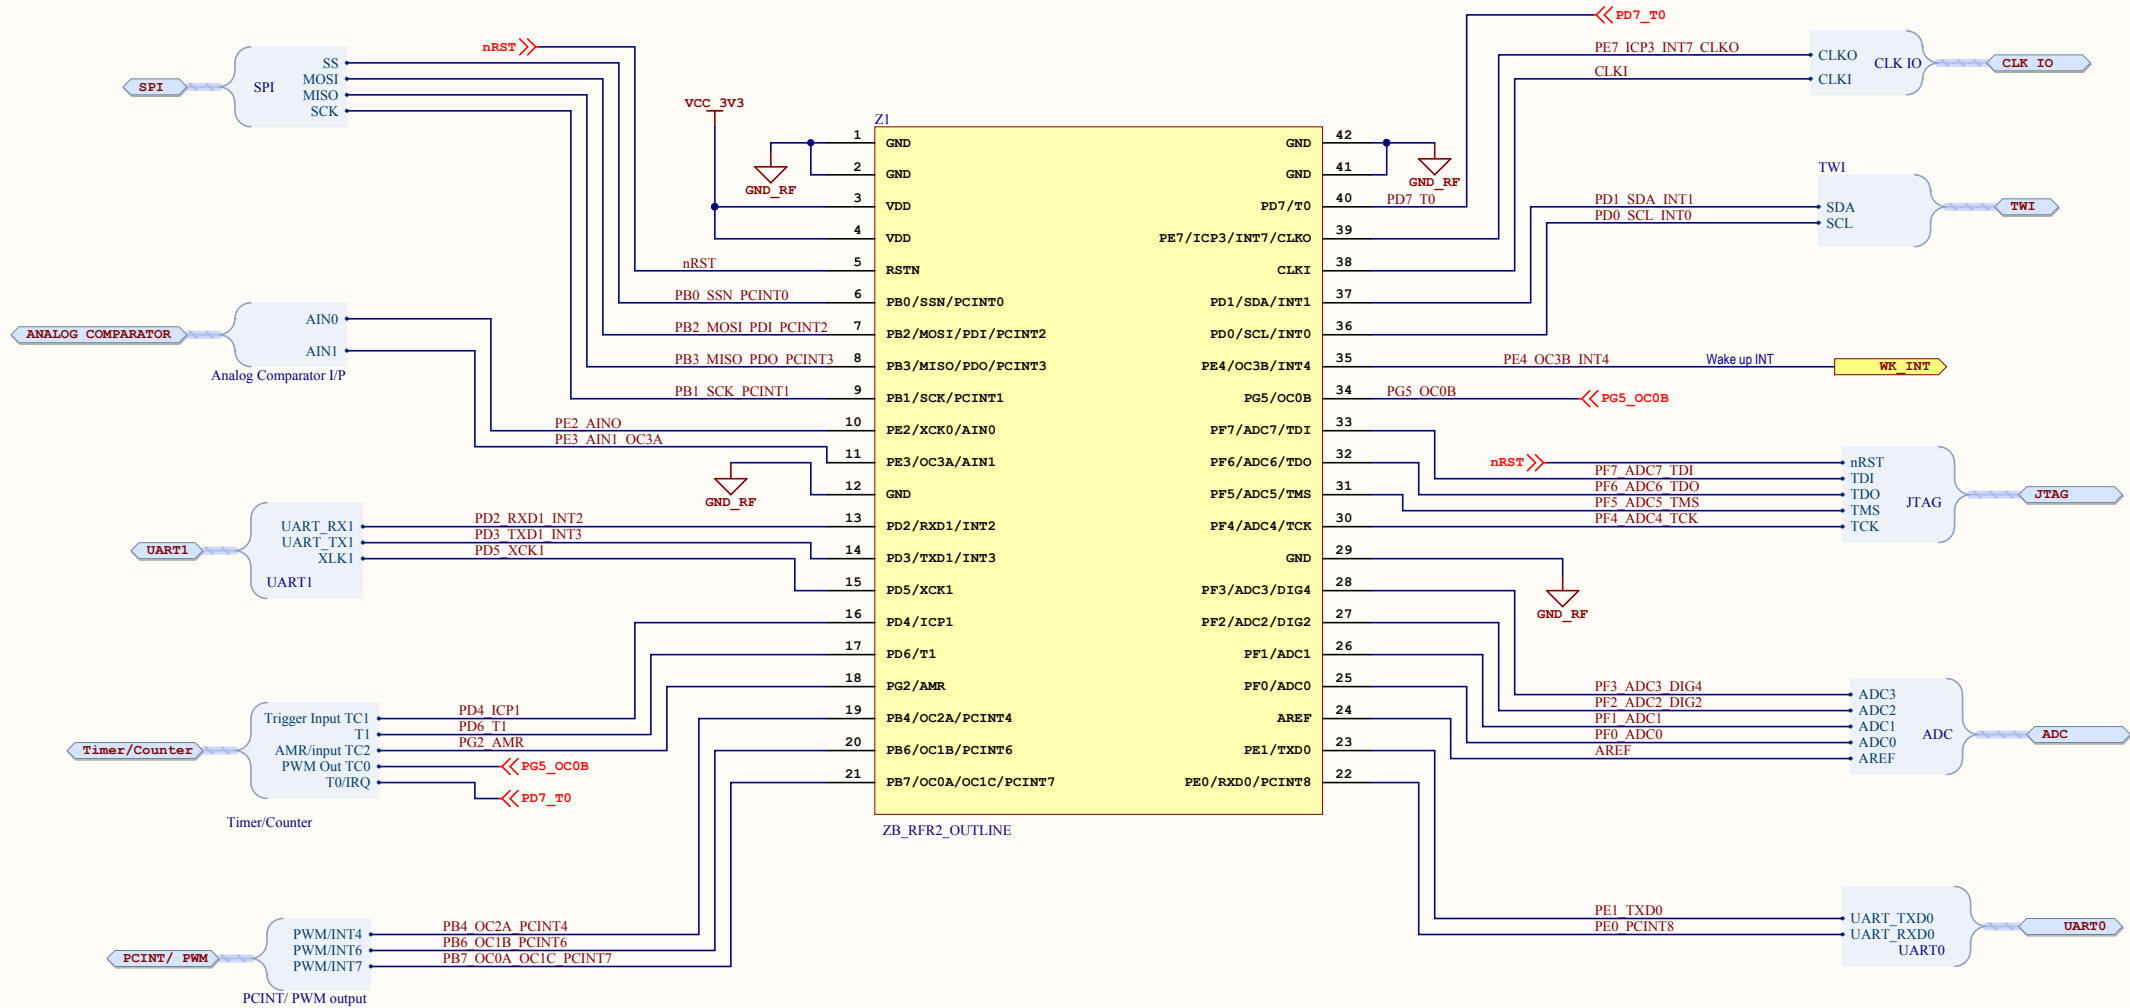 PD7_T0
nRST
PE7_ICP3_INT7_CLKO
CLKO
CLK IO
CLK IO
SS
MOSI
MISO
SCK
SPI
SPI
CLKI
CLKI
VCC_3V3
Z1
1 GND
2 GND
3 VDD
4 VDD
5 RSTN
6 PB0/SSN/PCINT0
7 PB2/MOSI/PDI/PCINT2
8 PB3/MISO/PDO/PCINT3
9 PB1/SCK/PCINT1
10 PE2/XCK0/AIN0
11 PE3/OC3A/AIN1
12 GND
13 PD2/RXD1/INT2
14 PD3/TXD1/INT3
15 PD5/XCK1
16 PD4/ICP1
17 PD6/T1
18 PG2/AMR
19 PB4/OC2A/PCINT4
20 PB6/OC1B/PCINT6
21 PB7/OC0A/OC1C/PCINT7
GND 42
GND 41
PD7/T0 40
PE7/ICP3/INT7/CLKO 39
CLKI 38
PD1/SDA/INT1 37
PD0/SCL/INT0 36
PE4/OC3B/INT4 35
PG5/OC0B 34
PF7/ADC7/TDI 33
PF6/ADC6/TDO 32
PF5/ADC5/TMS 31
PF4/ADC4/TCK 30
GND 29
PF3/ADC3/DIG4 28
PF2/ADC2/DIG2 27
PF1/ADC1 26
PF0/ADC0 25
AREF 24
PE1/TXD0 23
PE0/RXD0/PCINT8 22
ZB_RFR2_OUTLINE
GND_RF
nRST
PB0_SSN_PCINT0
PB2_MOSI_PDI_PCINT2
PB3_MISO_PDO_PCINT3
PB1_SCK_PCINT1
AIN0
AIN1
ANALOG COMPARATOR
Analog Comparator I/P
PE2_AINO
PE3_AIN1_OC3A
GND_RF
UART_RX1
UART_TX1
XLK1
UART1
UART1
PD2_RXD1_INT2
PD3_TXD1_INT3
PD5_XCK1
Trigger Input TC1
T1
AMR/input TC2
PWM Out TC0
T0/IRQ
Timer/Counter
Timer/Counter
PD4_ICP1
PD6_T1
PG2_AMR
PG5_OC0B
PD7_T0
PWM/INT4
PWM/INT6
PWM/INT7
PCINT/ PWM
PCINT/ PWM output
PB4_OC2A_PCINT4
PB6_OC1B_PCINT6
PB7_OC0A_OC1C_PCINT7
GND_RF
PD7_T0
TWI
PD1_SDA_INT1
PD0_SCL_INT0
SDA
SCL
TWI
PE4_OC3B_INT4
Wake up INT
WK_INT
PG5_OC0B
PG5_OC0B
nRST
PF7_ADC7_TDI
PF6_ADC6_TDO
PF5_ADC5_TMS
PF4_ADC4_TCK
nRST
TDI
TDO
TMS
TCK
JTAG
JTAG
GND_RF
PF3_ADC3_DIG4
PF2_ADC2_DIG2
PF1_ADC1
PF0_ADC0
AREF
ADC3
ADC2
ADC1
ADC0
AREF
ADC
ADC
PE1_TXD0
PE0_PCINT8
UART_TXD0
UART_RXD0
UART0
UART0